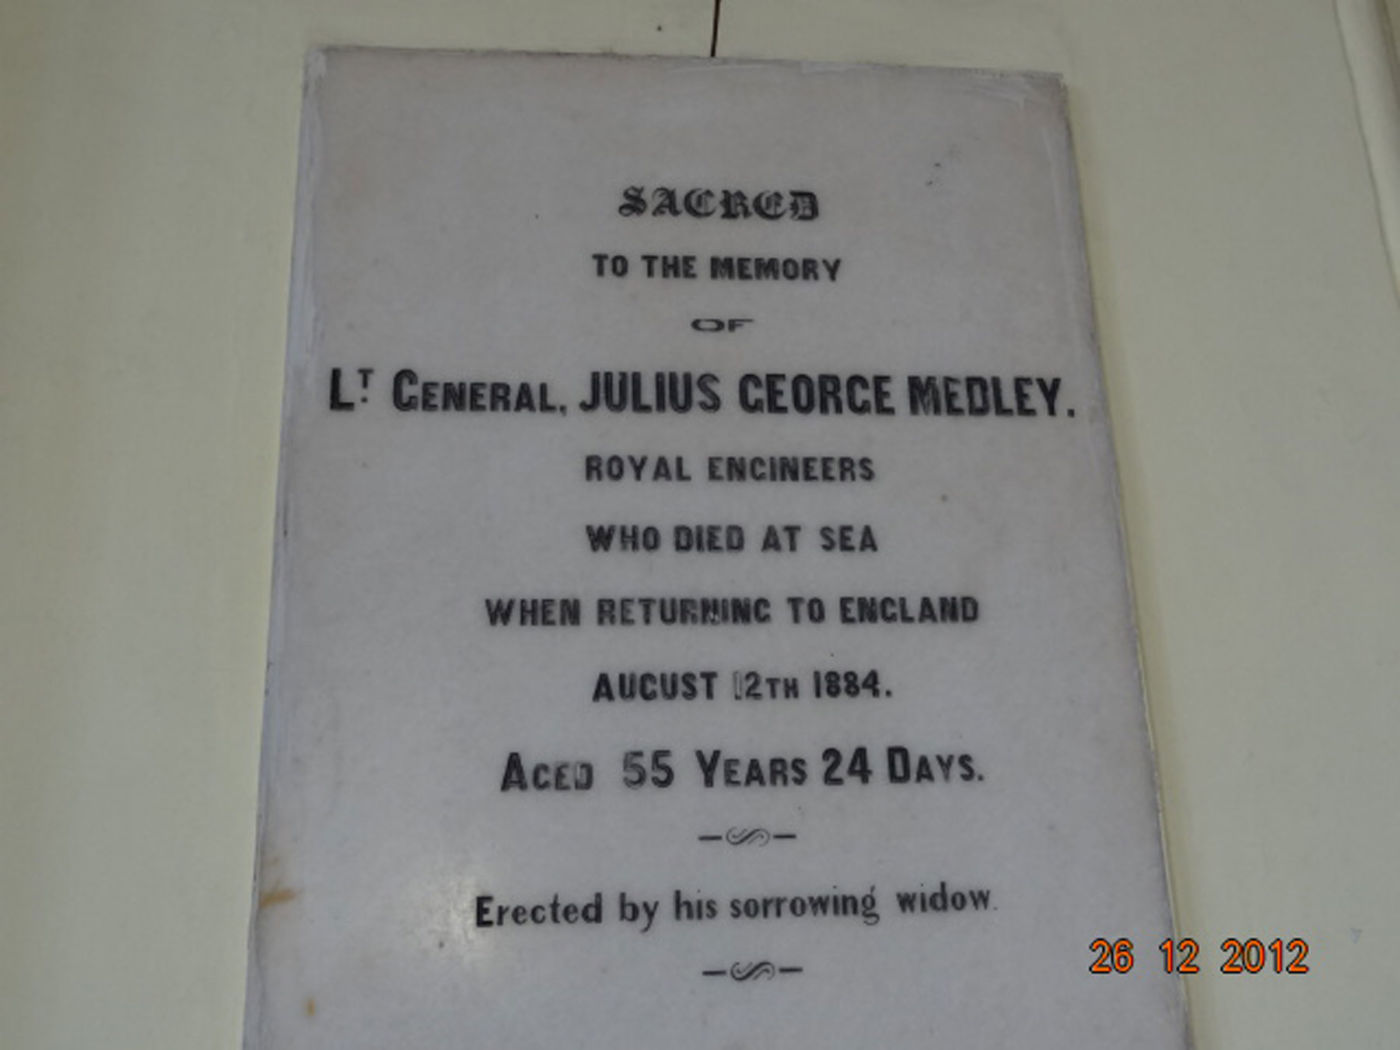 SACRED
TO THE MEMORY
OF
LT GENERAL, JULIUS GEORGE MEDLEY.
ROYAL ENGINEERS
WHO DIED AT SEA
WHEN RETURNING TO ENGLAND
AUGUST 12TH 1884.
AGED 55 YEARS 24 DAYS.
Erected by his sorrowing widow.
26 12 2012